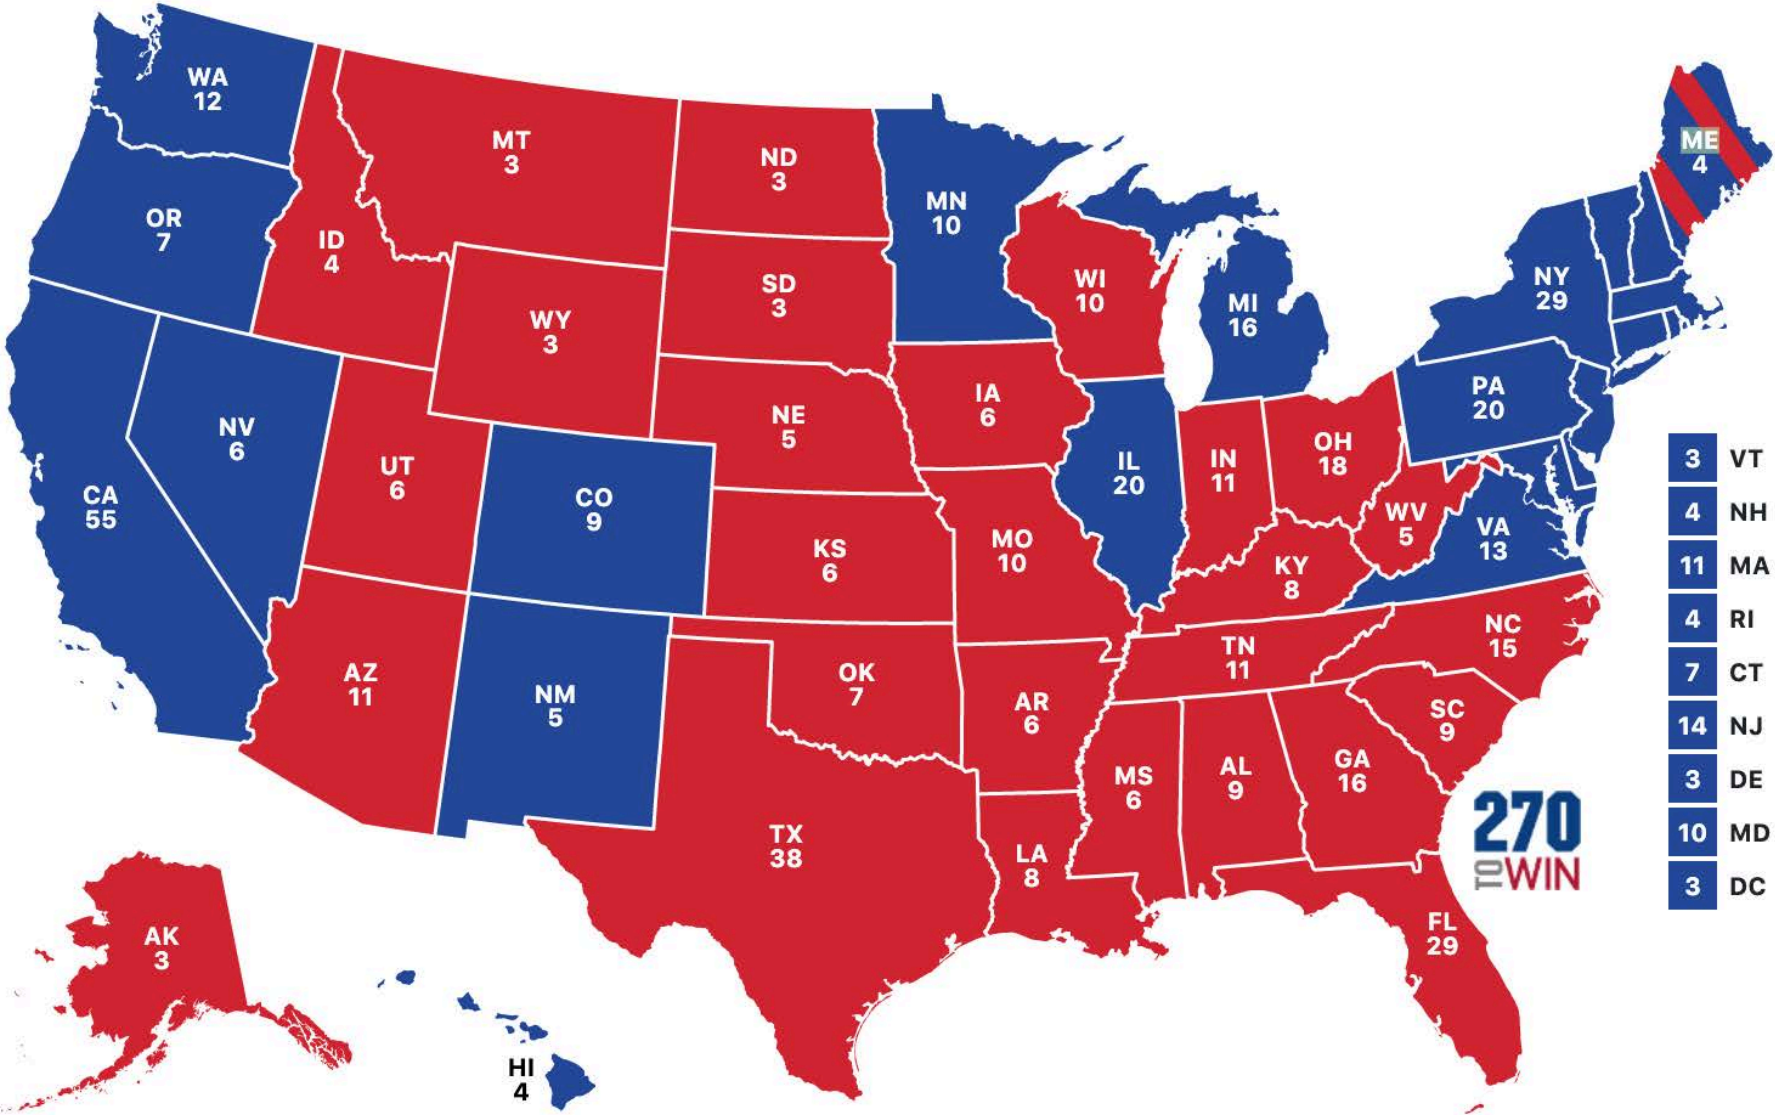 WA
12
OR
7
CA
55
NV
6
ID
4
MT
3
WY
3
UT
6
AZ
11
CO
9
NM
5
ND
3
SD
3
NE
5
KS
6
OK
7
TX
38
MN
10
IA
6
MO
10
AR
6
LA
8
WI
10
IL
20
MI
16
IN
11
OH
18
KY
8
TN
11
MS
6
AL
9
GA
16
FL
29
SC
9
NC
15
VA
13
WV
5
PA
20
NY
29
ME
4
AK
3
HI
4
3 VT
4 NH
11 MA
4 RI
7 CT
14 NJ
3 DE
10 MD
3 DC
270
TO WIN